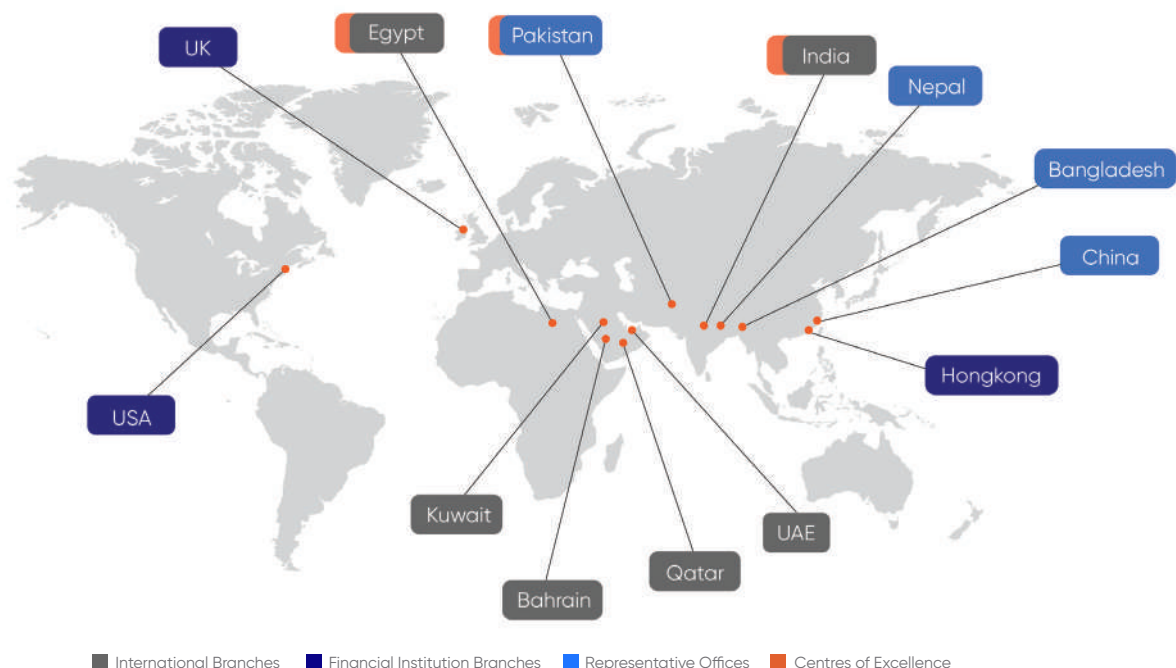 UK
Egypt
Pakistan
India
Nepal
Bangladesh
China
Hongkong
USA
Kuwait
UAE
Qatar
Bahrain
International Branches
Financial Institution Branches
Representative Offices
Centres of Excellence